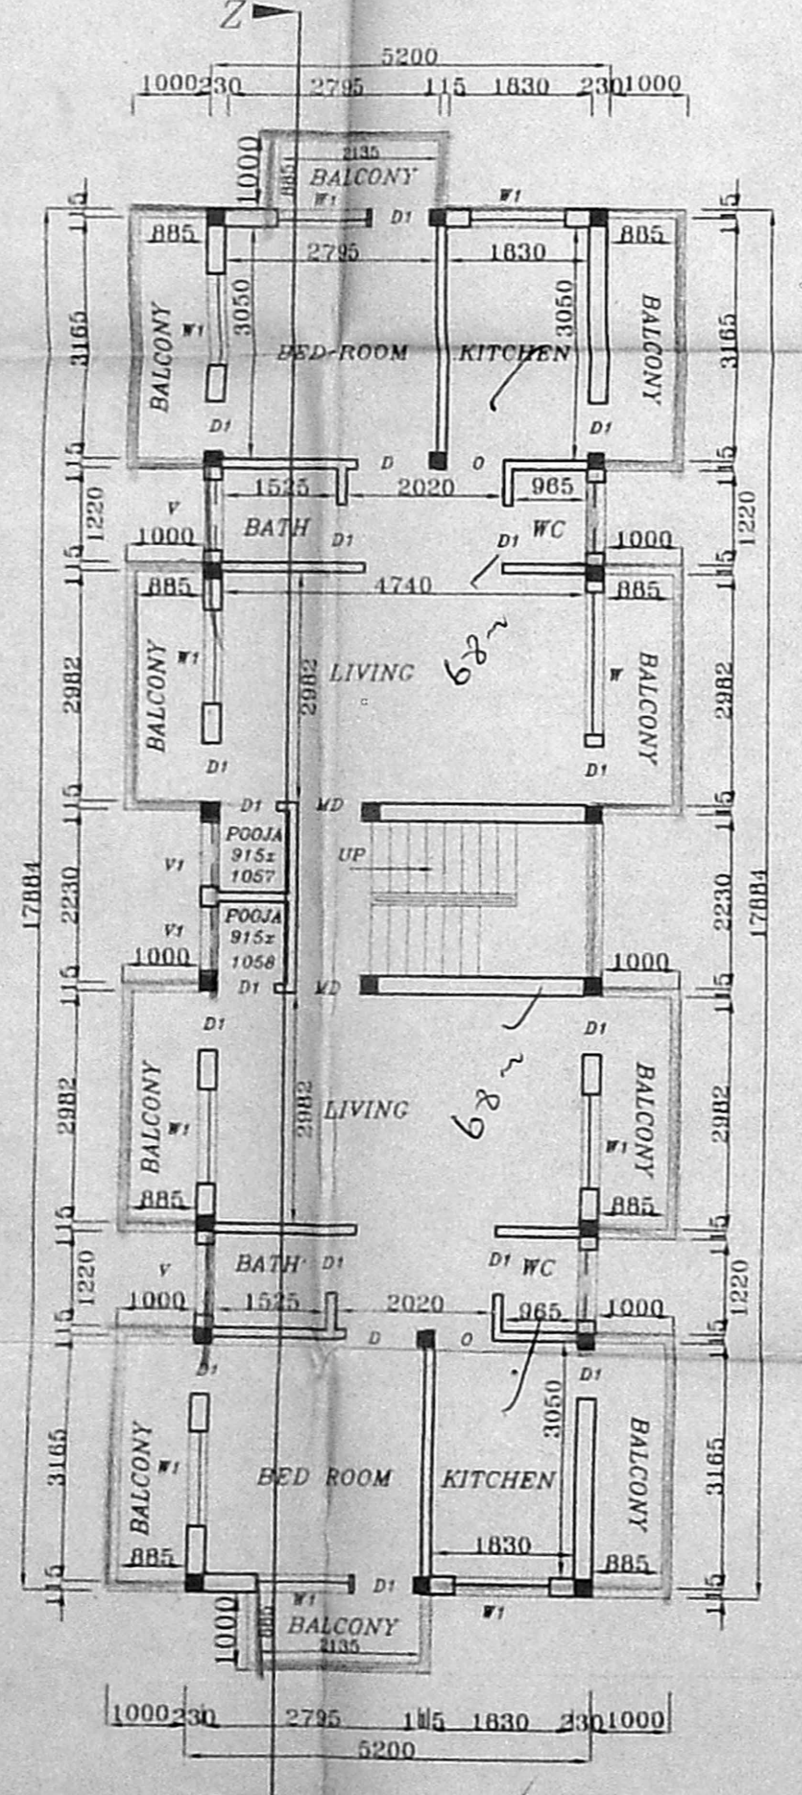 Z
5200
1000 230 2795 115 1830 230 1000
1000 885 2135
BALCONY
W1 D1 W1
115 885 2795 1830 885 115
3050 3050
3165 BALCONY W1 BED-ROOM KITCHEN BALCONY 3165
D1 D1
115 D O 115
1525 2020 965
1220 V BATH D1 D1 WC 1220
1000 1000
115 885 4740 885 115
2982 BALCONY W1 2982 LIVING W BALCONY 2982
D1 D1
115 D1 MD 115
POOJA
915x
1057
V1 UP
17884 2230 2230 17884
V1 POOJA
915x
1058
1000 1000
115 D1 MD 115
D1 D1
2982 BALCONY W1 2982 LIVING W1 BALCONY 2982
885 885
115 115
1220 V BATH D1 D1 WC 1220
1000 1525 2020 965 1000
115 D O 115
D1 D1
3050
3165 BALCONY W1 BED ROOM KITCHEN BALCONY 3165
1830
885 885
115 W1 D1 W1 115
1000 885 BALCONY
2135
1000 230 2795 115 1830 230 1000
5200